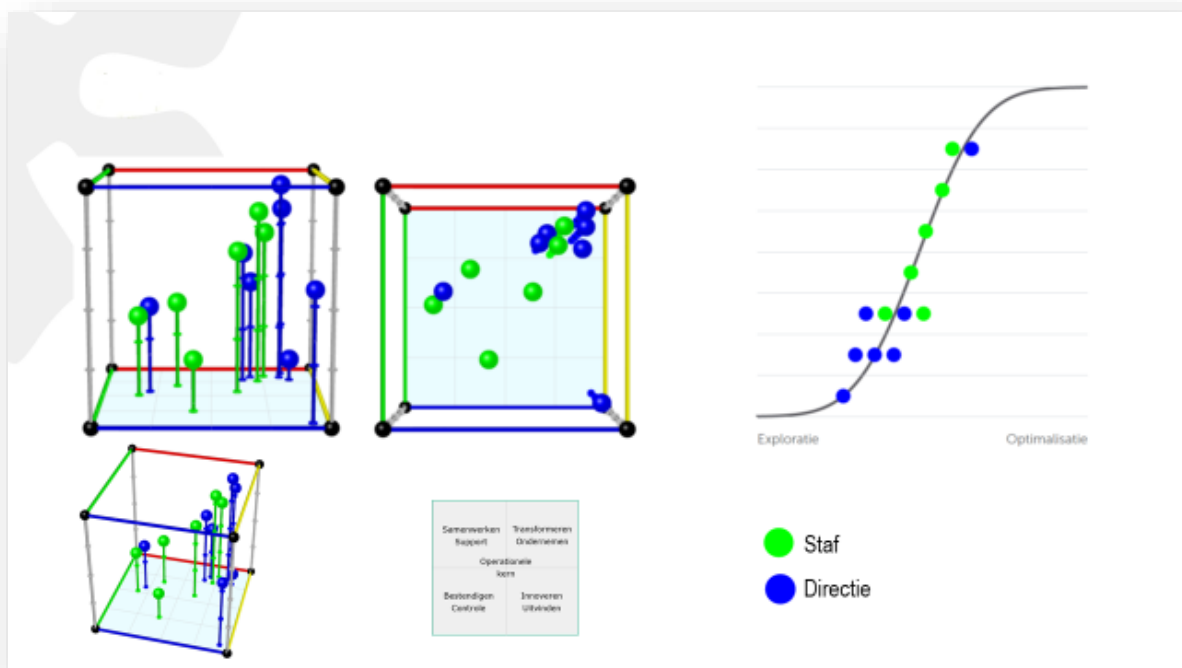 Exploratie
Optimalisatie
Samenwerken
Support
Transformeren
Ondernemen
Operationele
kern
Bestendigen
Controle
Innoveren
Uitvinden
Staf
Directie